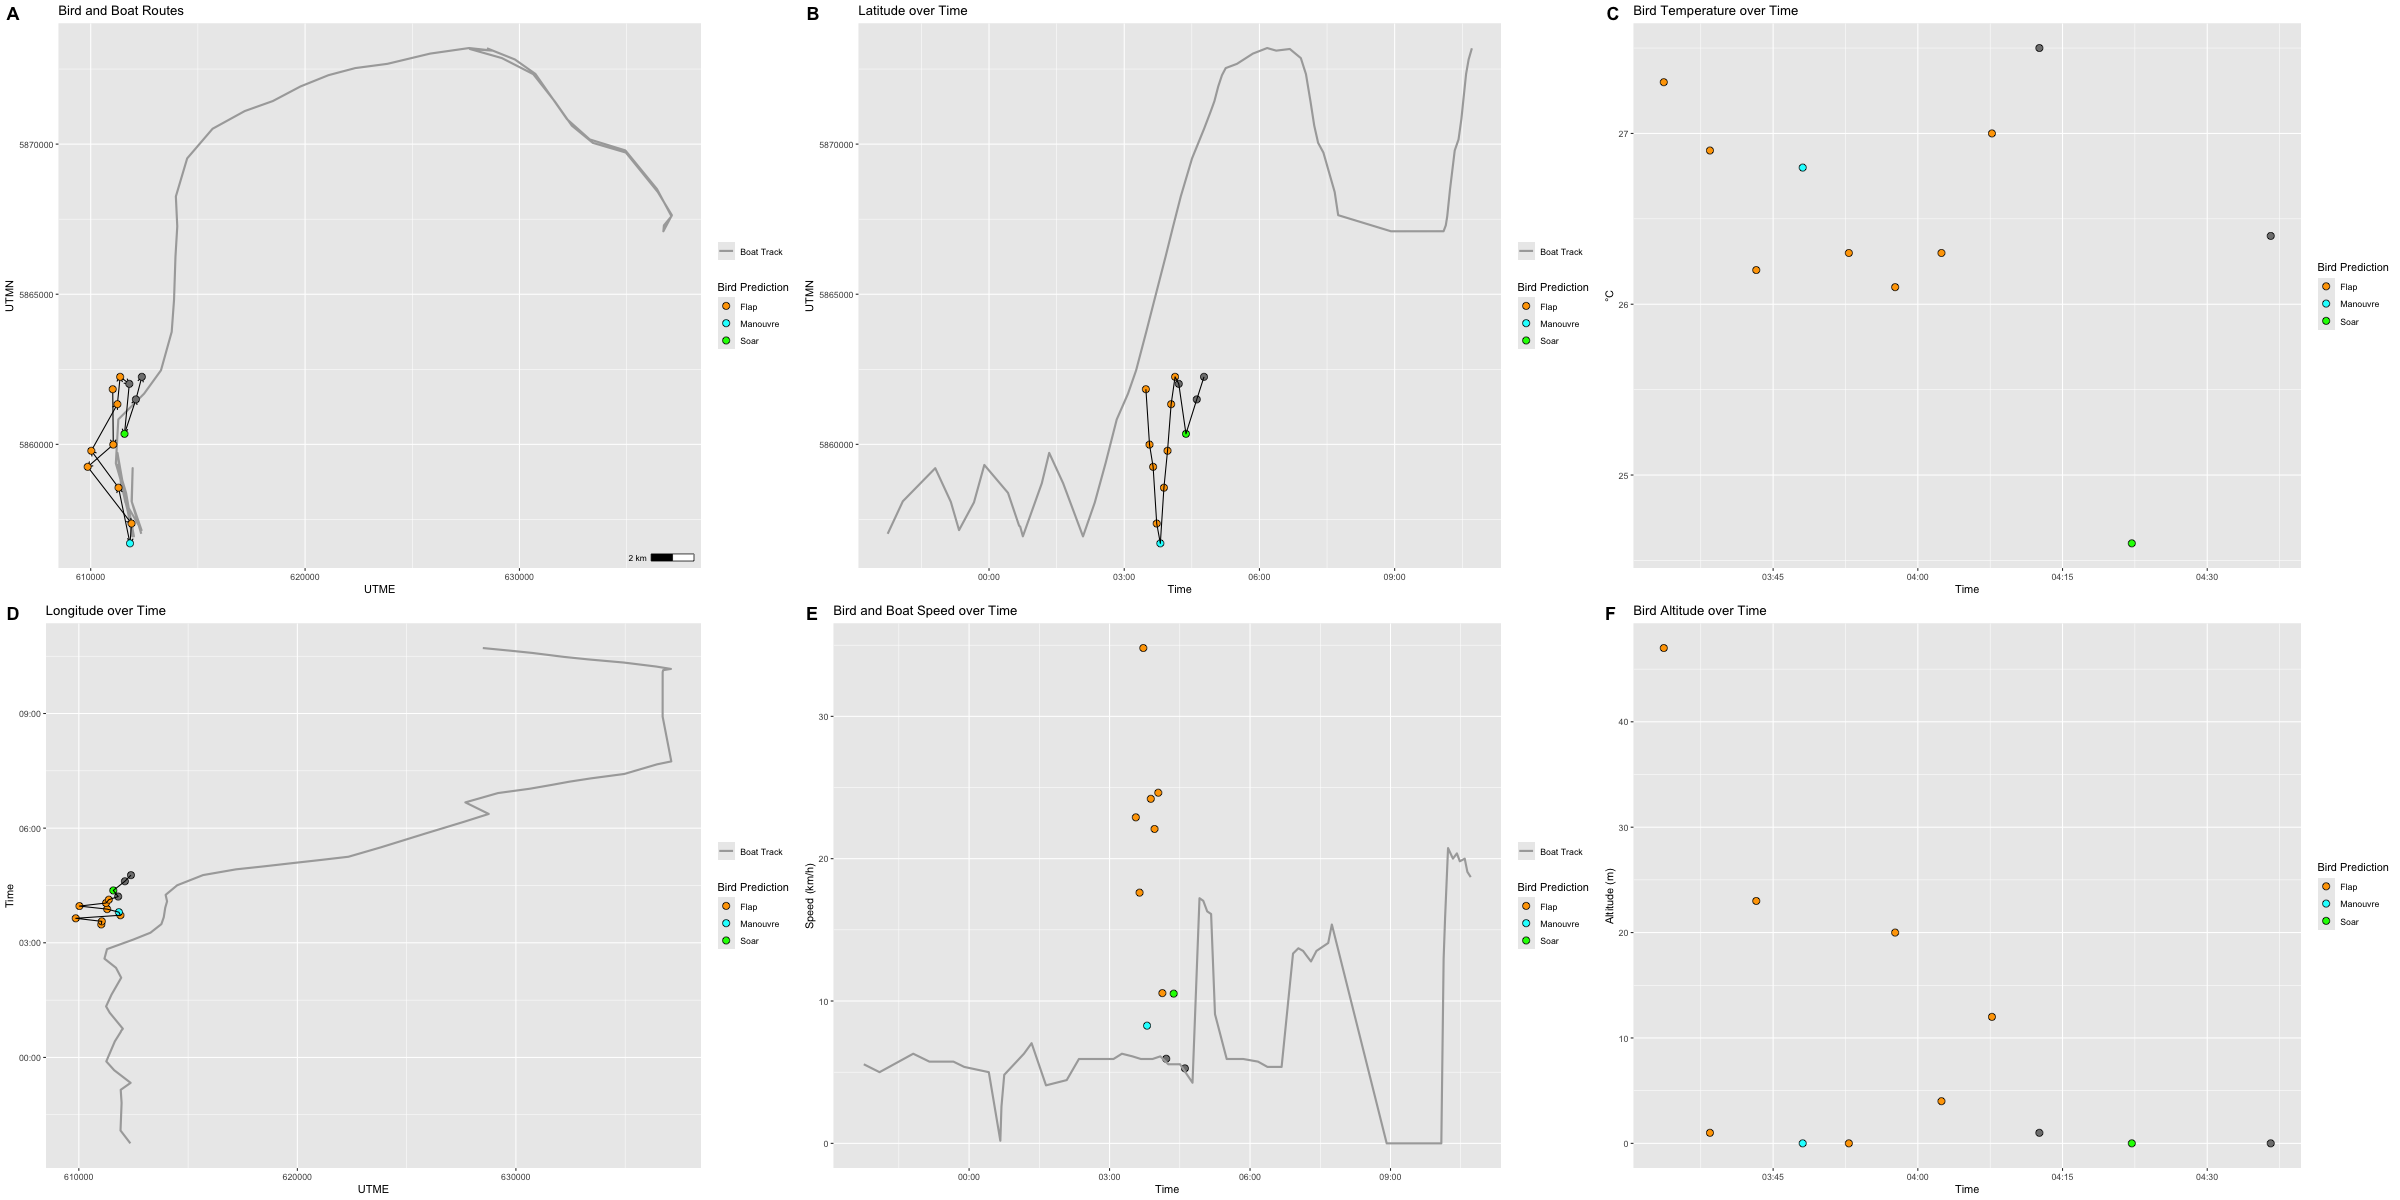 A Bird and Boat Routes
5870000
5865000
5860000
UTMN
610000 620000 630000
UTME
2 km
Boat Track
Bird Prediction
Flap
Manouvre
Soar
B Latitude over Time
5870000
5865000
5860000
UTMN
00:00 03:00 06:00 09:00
Time
Boat Track
Bird Prediction
Flap
Manouvre
Soar
C Bird Temperature over Time
27
26
25
°C
03:45 04:00 04:15 04:30
Time
Bird Prediction
Flap
Manouvre
Soar
D Longitude over Time
09:00
06:00
03:00
00:00
Time
610000 620000 630000
UTME
Boat Track
Bird Prediction
Flap
Manouvre
Soar
E Bird and Boat Speed over Time
30
20
10
0
Speed (km/h)
00:00 03:00 06:00 09:00
Time
Boat Track
Bird Prediction
Flap
Manouvre
Soar
F Bird Altitude over Time
40
30
20
10
0
Altitude (m)
03:45 04:00 04:15 04:30
Time
Bird Prediction
Flap
Manouvre
Soar